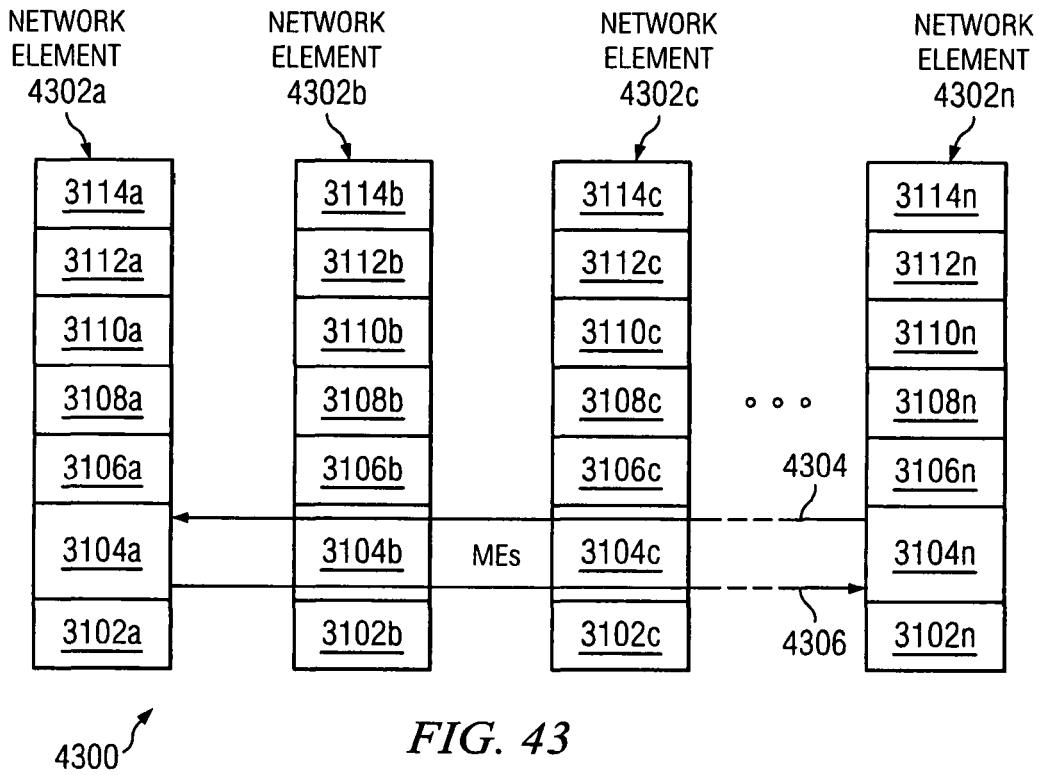 NETWORK ELEMENT 4302a
NETWORK ELEMENT 4302b
NETWORK ELEMENT 4302c
NETWORK ELEMENT 4302n
3114a 3114b 3114c 3114n
3112a 3112b 3112c 3112n
3110a 3110b 3110c 3110n
3108a 3108b 3108c 3108n
3106a 3106b 3106c 4304 3106n
3104a 3104b MEs 3104c 3104n
3102a 3102b 3102c 4306 3102n
4300
FIG. 43